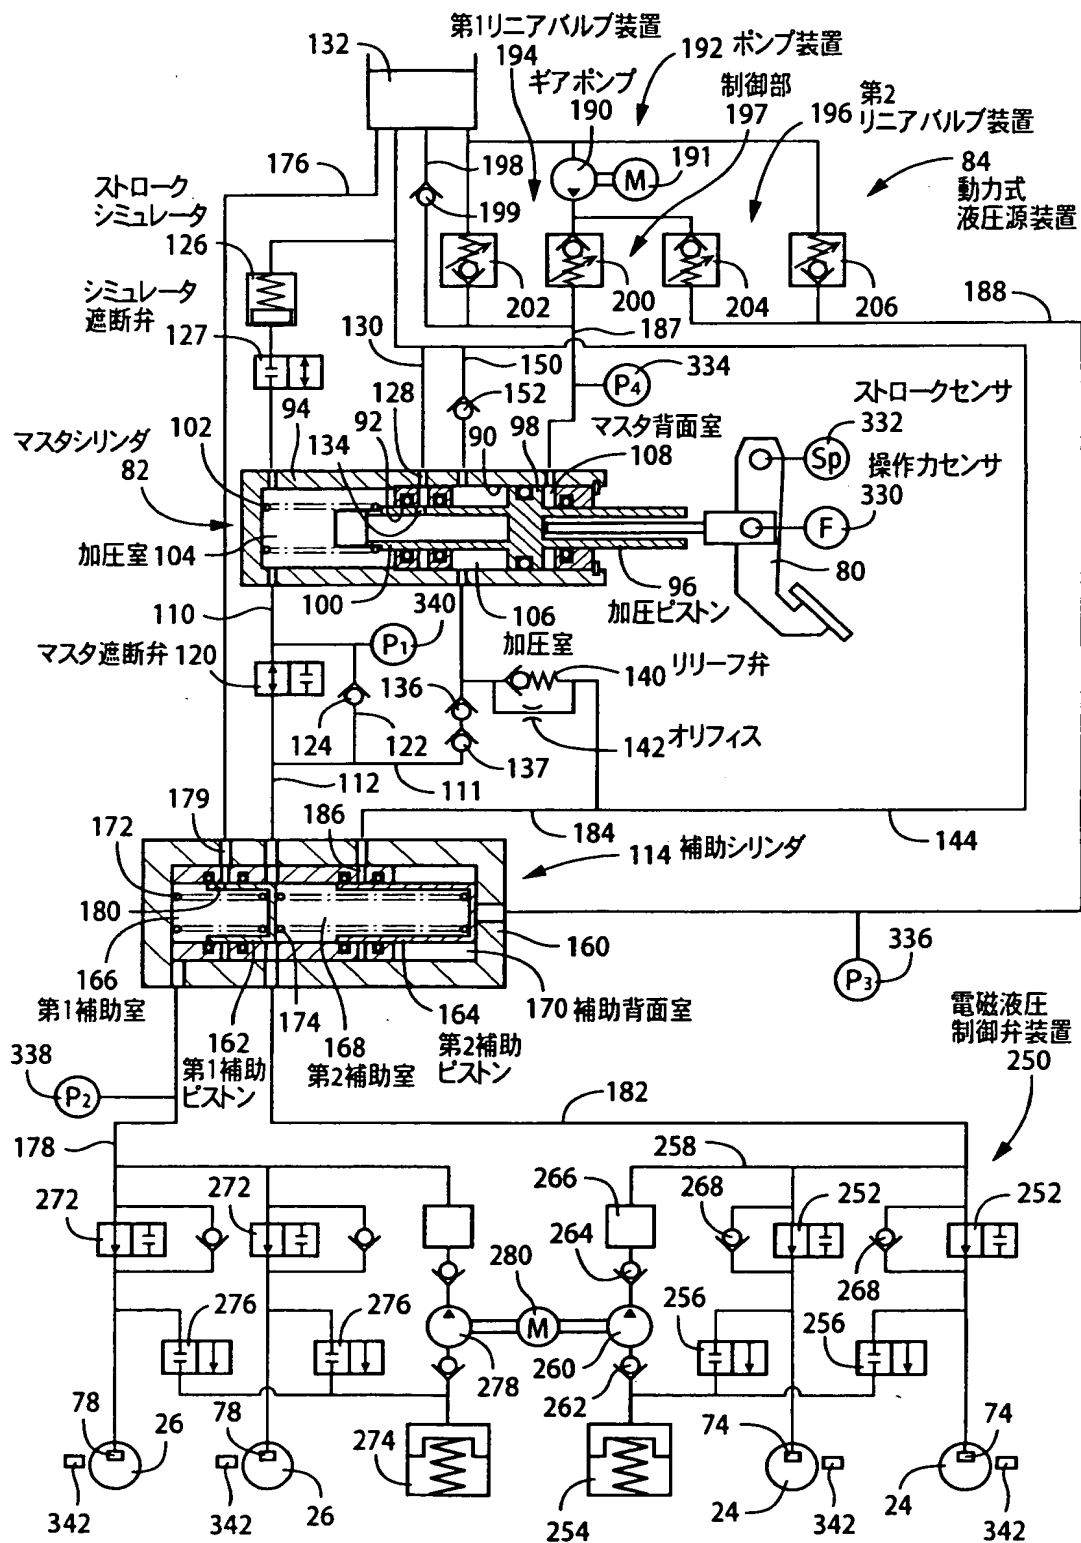 第1リニアバルブ装置
132
194
192 ポンプ装置
ギアポンプ
190
制御部
197
196 第2
リニアバルブ装置
176
198
191
M
84
動力式
液圧源装置
ストローク
シミュレータ
126
199
202
200
204
206
188
シミュレータ
遮断弁
127
130
187
150
334
P4
128
152
ストロークセンサ
332
Sp
94
92
98
マスタ背面室
108
マスタシリンダ
82
102
134
90
操作力センサ
330
F
加圧室 104
80
110
100
340
106
加圧室
96
加圧ピストン
P1
マスタ遮断弁 120
140 リリーフ弁
136
124
122
142 オリフィス
137
112
111
179
186
184
144
172
114 補助シリンダ
180
160
336
P3
166
第1補助室
174
164
170 補助背面室
162
第1補助
ピストン
168
第2補助室
第2補助
ピストン
電磁液圧
制御弁装置
250
338
P2
182
178
258
272
272
266
268
252
252
264
280
268
276
276
256
256
M
278
260
262
78
26
78
274
74
74
342
342
26
254
24
342
24
342